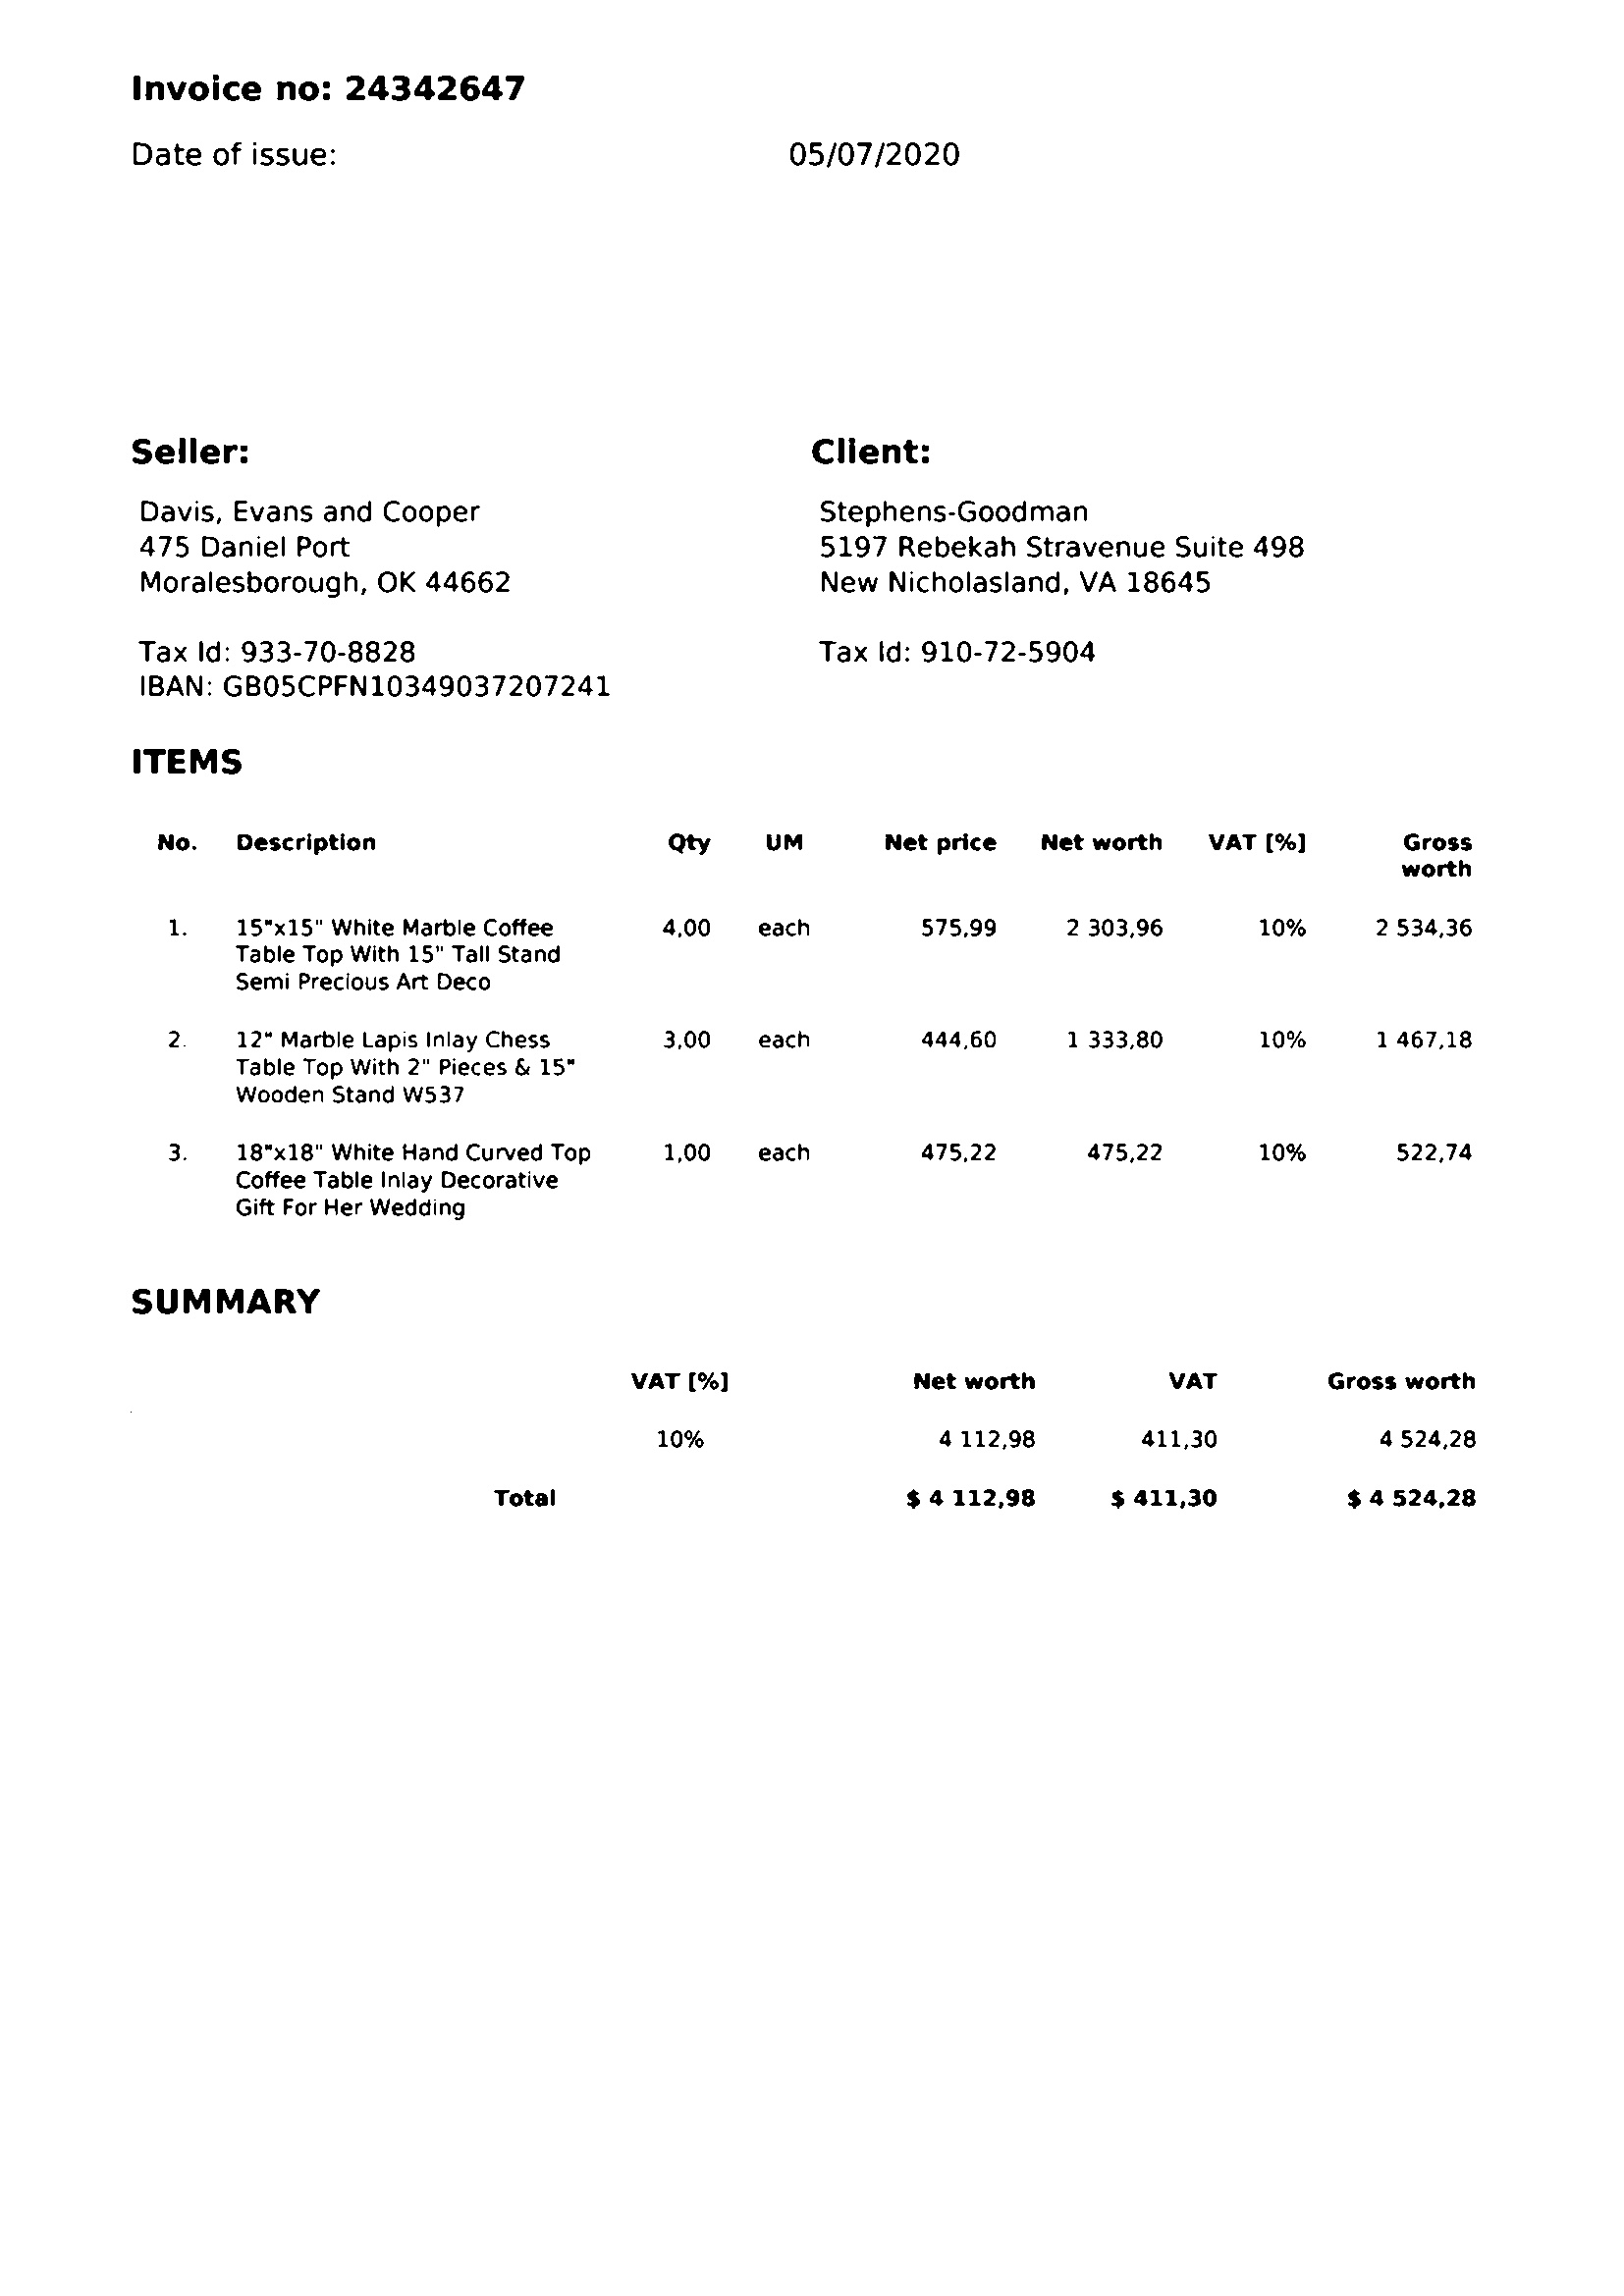 Invoice no: 24342647
Date of issue: 05/07/2020
Seller: Client:
Davis, Evans and Cooper Stephens-Goodman
475 Daniel Port 5197 Rebekah Stravenue Suite 498
Moralesborough, OK 44662 New Nicholasland, VA 18645
Tax Id: 933-70-8828 Tax Id: 910-72-5904
IBAN: GB05CPFN10349037207241
ITEMS
No. Description Qty UM Net price Net worth VAT [%] Gross
worth
1. 15"x15" White Marble Coffee 4,00 each 575,99 2 303,96 10% 2 534,36
Table Top With 15" Tall Stand
Semi Precious Art Deco
2. 12" Marble Lapis Inlay Chess 3,00 each 444,60 1 333,80 10% 1 467,18
Table Top With 2" Pieces & 15"
Wooden Stand W537
3. 18"x18" White Hand Curved Top 1,00 each 475,22 475,22 10% 522,74
Coffee Table Inlay Decorative
Gift For Her Wedding
SUMMARY
VAT [%] Net worth VAT Gross worth
10% 4 112,98 411,30 4 524,28
Total $ 4 112,98 $ 411,30 $ 4 524,28